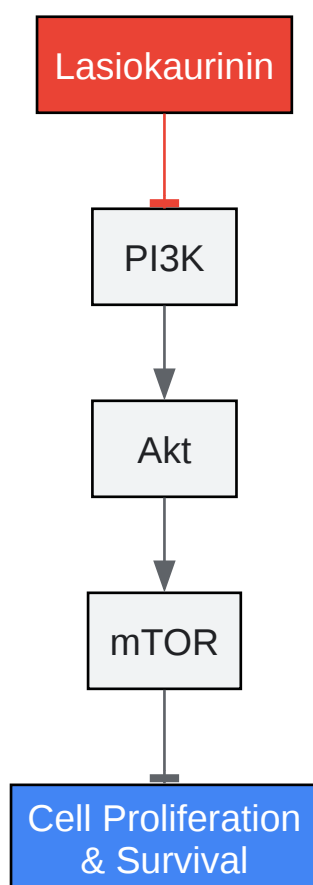 Lasiokaurinin
PI3K
Akt
mTOR
Cell Proliferation
& Survival